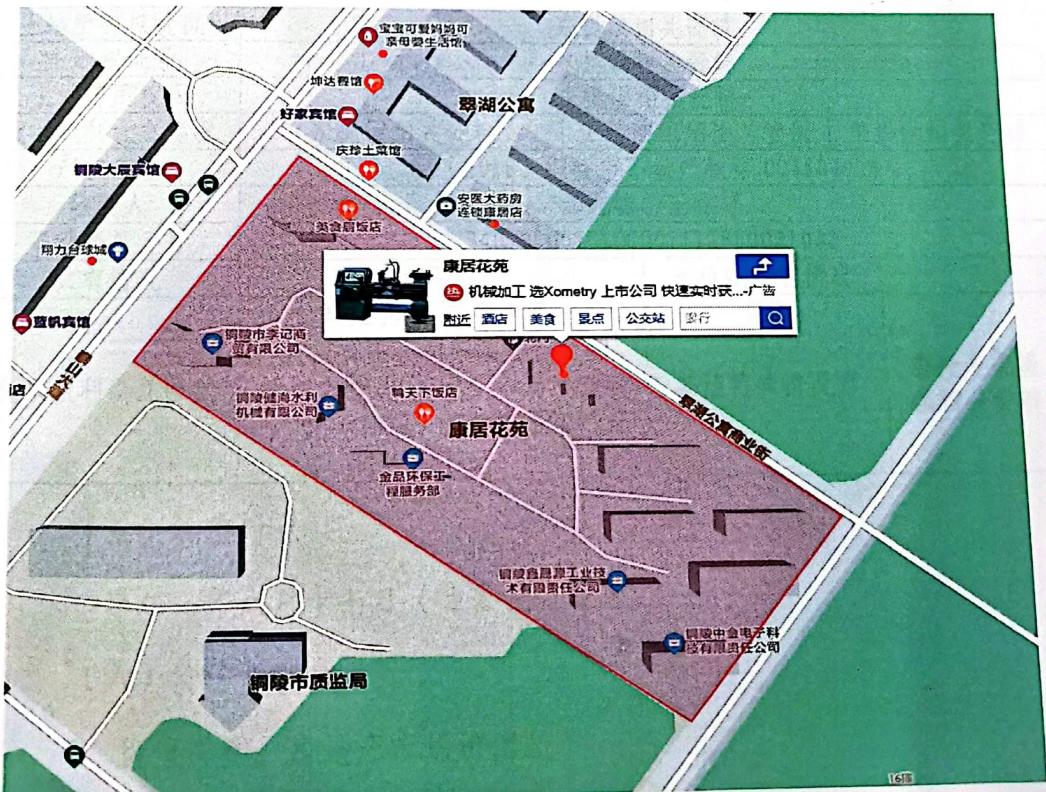 宝宝可爱妈妈可
亲母婴生活馆
坤达宾馆
翠湖公寓
好家宾馆
庆珍土菜馆
铜陵大辰宾馆
安医大药房
连锁康居店
美食厨饭店
翔力台球城
康居花苑
热 机械加工 选Xometry 上市公司 快速实时获...-广告
附近 酒店 美食 景点 公交站 银行
蓝帆宾馆
铜陵市季记商
贸有限公司
店
鸭天下饭店
铜陵健海水利
机械有限公司
翠湖公寓商业街
康居花苑
金品环保工
程服务部
铜陵鑫晟源工业技
术有限责任公司
铜陵中金电子科
技有限责任公司
铜陵市质监局